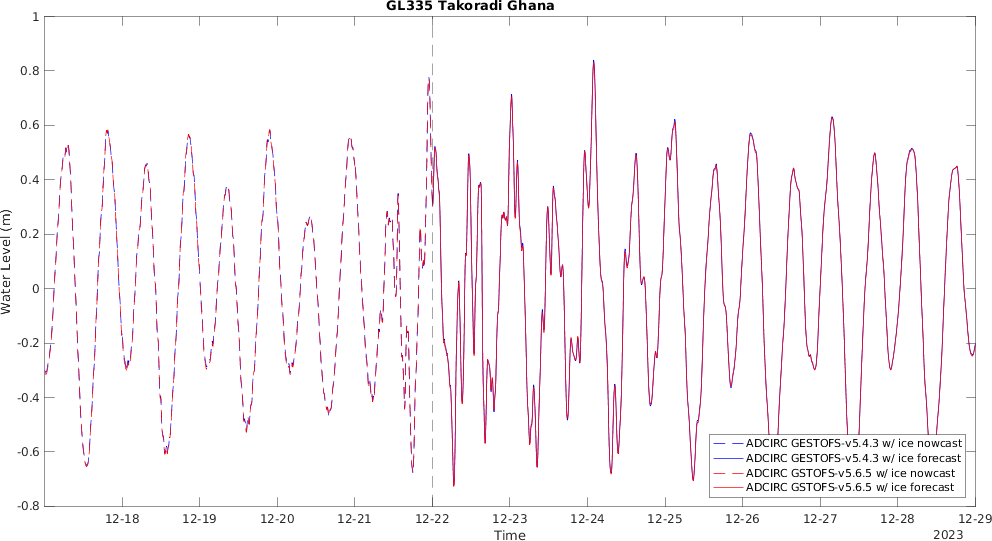 GL335 Takoradi Ghana
1
0.8
0.6
0.4
0.2
0
-0.2
-0.4
-0.6
-0.8
Water Level (m)
ADCIRC GESTOFS-v5.4.3 w/ ice nowcast
ADCIRC GESTOFS-v5.4.3 w/ ice forecast
ADCIRC GSTOFS-v5.6.5 w/ ice nowcast
ADCIRC GSTOFS-v5.6.5 w/ ice forecast
12-18 12-19 12-20 12-21 12-22 12-23 12-24 12-25 12-26 12-27 12-28 12-29
Time
2023